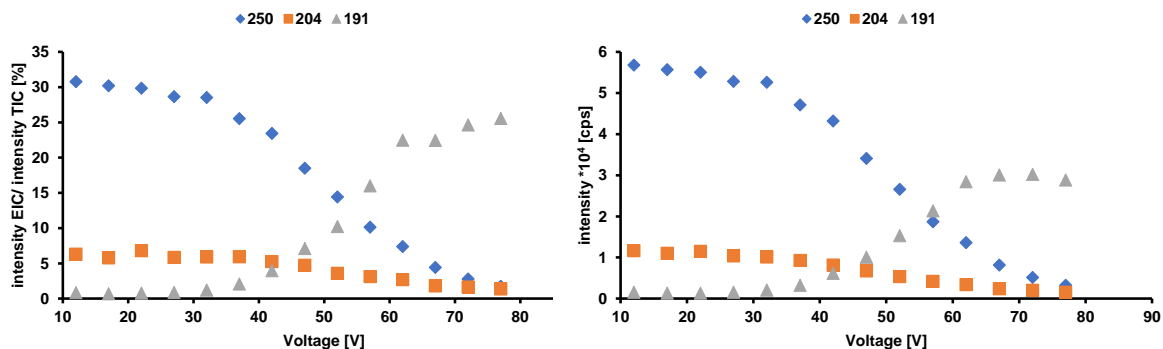 250 204 191
35
30
25
20
15
10
5
0
10 20 30 40 50 60 70 80
Voltage [V]
intensity EIC/ intensity TIC [%]
250 204 191
6
5
4
3
2
1
0
10 20 30 40 50 60 70 80 90
Voltage [V]
intensity *10⁴ [cps]